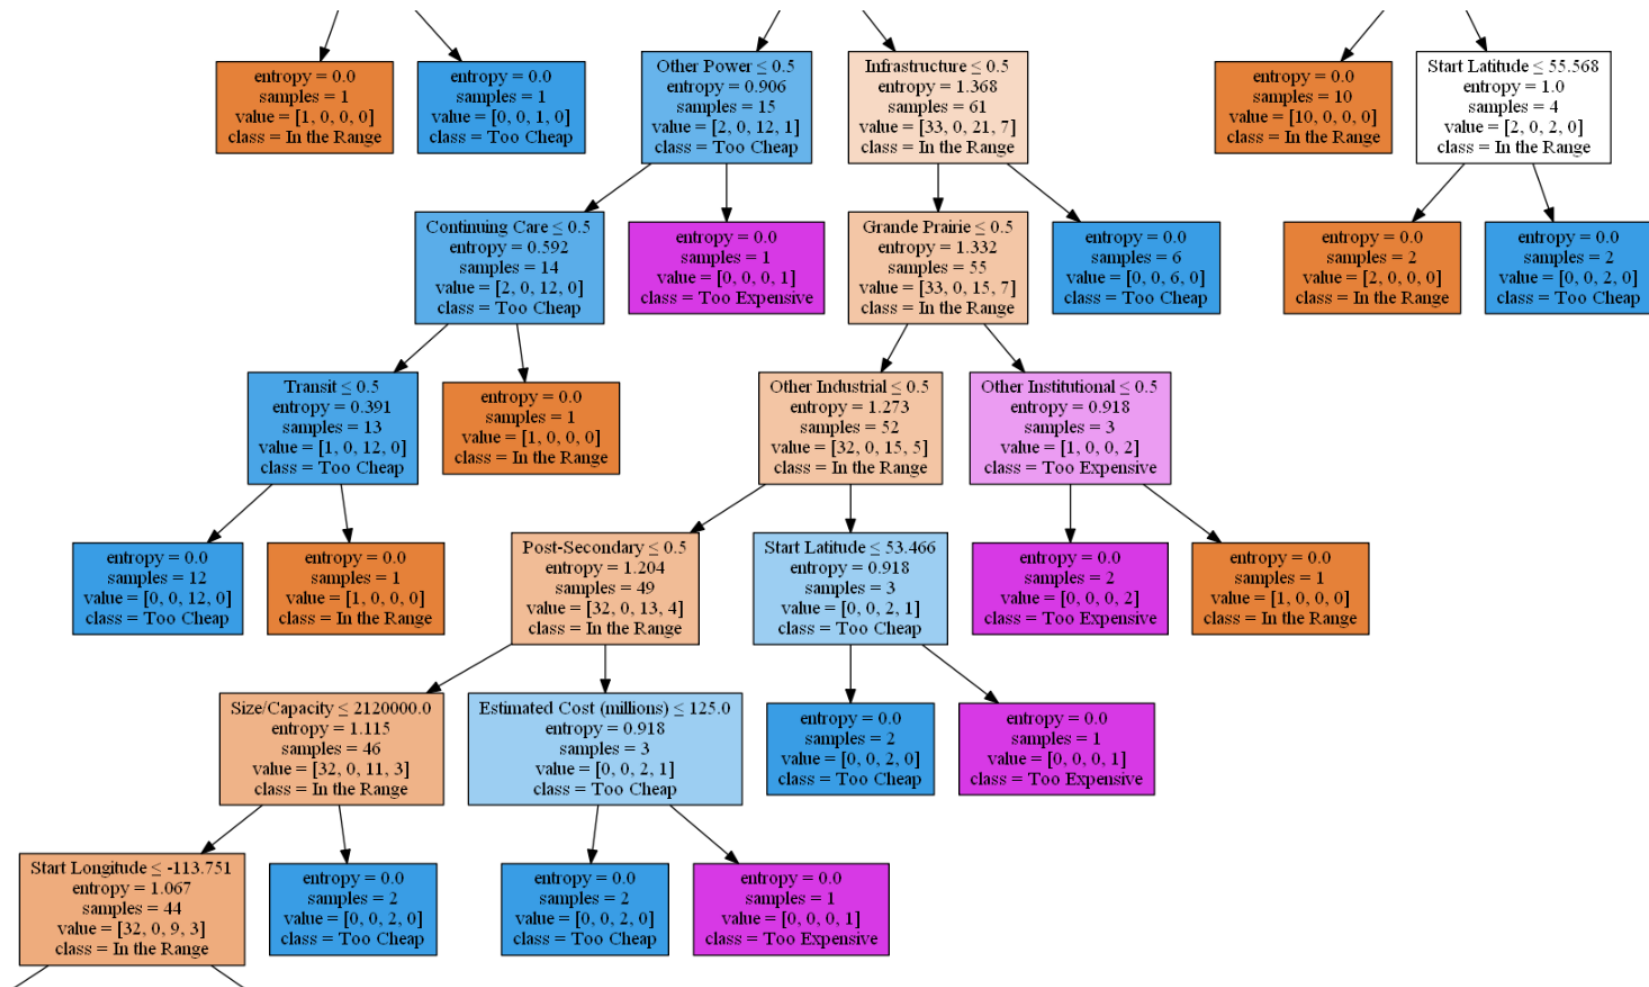 entropy = 0.0
samples = 1
value = [1, 0, 0, 0]
class = In the Range
entropy = 0.0
samples = 1
value = [0, 0, 1, 0]
class = Too Cheap
Other Power ≤ 0.5
entropy = 0.906
samples = 15
value = [2, 0, 12, 1]
class = Too Cheap
Infrastructure ≤ 0.5
entropy = 1.368
samples = 61
value = [33, 0, 21, 7]
class = In the Range
entropy = 0.0
samples = 10
value = [10, 0, 0, 0]
class = In the Range
Start Latitude ≤ 55.568
entropy = 1.0
samples = 4
value = [2, 0, 2, 0]
class = In the Range
Continuing Care ≤ 0.5
entropy = 0.592
samples = 14
value = [2, 0, 12, 0]
class = Too Cheap
entropy = 0.0
samples = 1
value = [0, 0, 0, 1]
class = Too Expensive
Grande Prairie ≤ 0.5
entropy = 1.332
samples = 55
value = [33, 0, 15, 7]
class = In the Range
entropy = 0.0
samples = 6
value = [0, 0, 6, 0]
class = Too Cheap
entropy = 0.0
samples = 2
value = [2, 0, 0, 0]
class = In the Range
entropy = 0.0
samples = 2
value = [0, 0, 2, 0]
class = Too Cheap
Transit ≤ 0.5
entropy = 0.391
samples = 13
value = [1, 0, 12, 0]
class = Too Cheap
entropy = 0.0
samples = 1
value = [1, 0, 0, 0]
class = In the Range
Other Industrial ≤ 0.5
entropy = 1.273
samples = 52
value = [32, 0, 15, 5]
class = In the Range
Other Institutional ≤ 0.5
entropy = 0.918
samples = 3
value = [1, 0, 0, 2]
class = Too Expensive
entropy = 0.0
samples = 12
value = [0, 0, 12, 0]
class = Too Cheap
entropy = 0.0
samples = 1
value = [1, 0, 0, 0]
class = In the Range
Post-Secondary ≤ 0.5
entropy = 1.204
samples = 49
value = [32, 0, 13, 4]
class = In the Range
Start Latitude ≤ 53.466
entropy = 0.918
samples = 3
value = [0, 0, 2, 1]
class = Too Cheap
entropy = 0.0
samples = 2
value = [0, 0, 0, 2]
class = Too Expensive
entropy = 0.0
samples = 1
value = [1, 0, 0, 0]
class = In the Range
Size/Capacity ≤ 2120000.0
entropy = 1.115
samples = 46
value = [32, 0, 11, 3]
class = In the Range
Estimated Cost (millions) ≤ 125.0
entropy = 0.918
samples = 3
value = [0, 0, 2, 1]
class = Too Cheap
entropy = 0.0
samples = 2
value = [0, 0, 2, 0]
class = Too Cheap
entropy = 0.0
samples = 1
value = [0, 0, 0, 1]
class = Too Expensive
Start Longitude ≤ -113.751
entropy = 1.067
samples = 44
value = [32, 0, 9, 3]
class = In the Range
entropy = 0.0
samples = 2
value = [0, 0, 2, 0]
class = Too Cheap
entropy = 0.0
samples = 2
value = [0, 0, 2, 0]
class = Too Cheap
entropy = 0.0
samples = 1
value = [0, 0, 0, 1]
class = Too Expensive